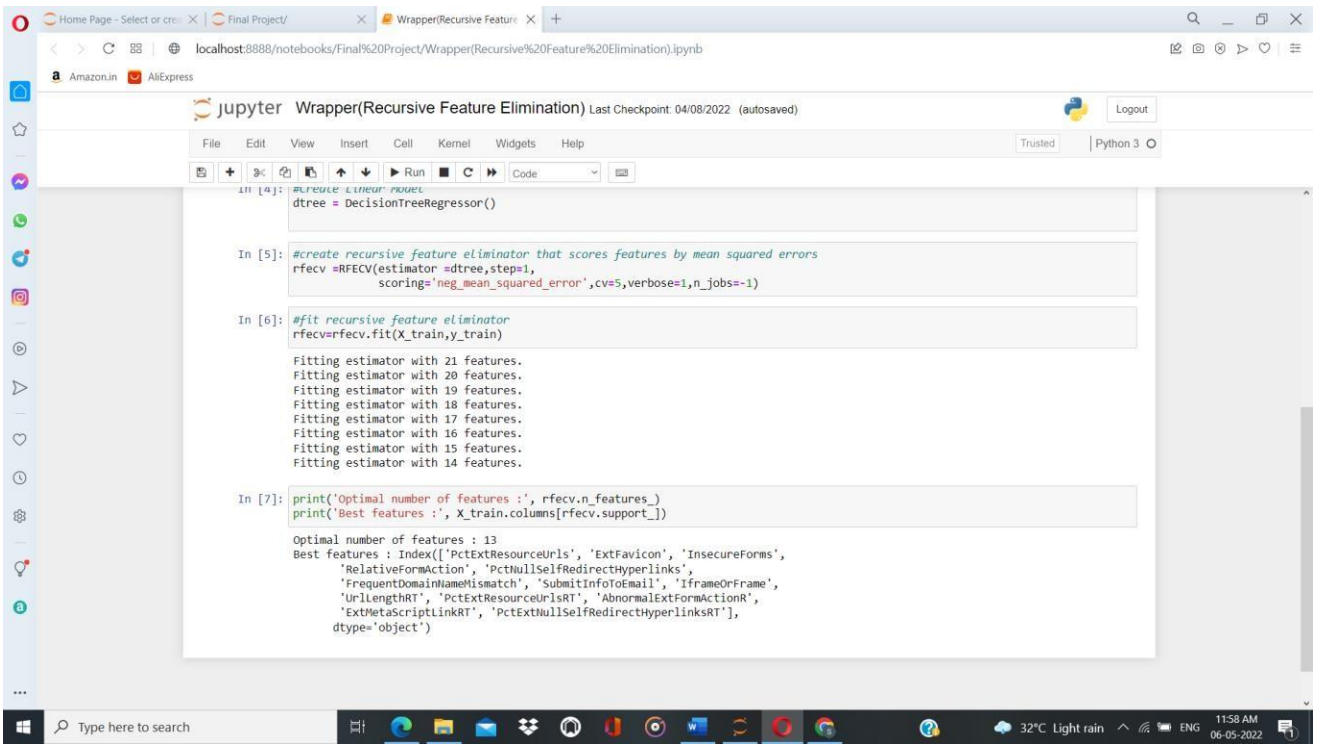 Home Page - Select or cre
Final Project/
Wrapper(Recursive Feature
localhost:8888/notebooks/Final%20Project/Wrapper(Recursive%20Feature%20Elimination).ipynb
Amazon.in
AliExpress
jupyter Wrapper(Recursive Feature Elimination) Last Checkpoint: 04/08/2022 (autosaved)
Logout
File Edit View Insert Cell Kernel Widgets Help
Trusted
Python 3
Run
Code
In [4]: #Create Linear Model
dtree = DecisionTreeRegressor()
In [5]: #create recursive feature eliminator that scores features by mean squared errors
rfecv =RFECV(estimator =dtree,step=1,
scoring='neg_mean_squared_error',cv=5,verbose=1,n_jobs=-1)
In [6]: #fit recursive feature eliminator
rfecv=rfecv.fit(X_train,y_train)
Fitting estimator with 21 features.
Fitting estimator with 20 features.
Fitting estimator with 19 features.
Fitting estimator with 18 features.
Fitting estimator with 17 features.
Fitting estimator with 16 features.
Fitting estimator with 15 features.
Fitting estimator with 14 features.
In [7]: print('Optimal number of features :', rfecv.n_features_)
print('Best features :', X_train.columns[rfecv.support_])
Optimal number of features : 13
Best features : Index(['PctExtResourceUrls', 'ExtFavicon', 'InsecureForms',
'RelativeFormAction', 'PctNullSelfRedirectHyperlinks',
'FrequentDomainNameMismatch', 'SubmitInfoToEmail', 'IframeOrFrame',
'UrlLengthRT', 'PctExtResourceUrlsRT', 'AbnormalExtFormActionR',
'ExtMetaScriptLinkRT', 'PctExtNullSelfRedirectHyperlinksRT'],
dtype='object')
Type here to search
32°C Light rain
ENG
11:58 AM
06-05-2022